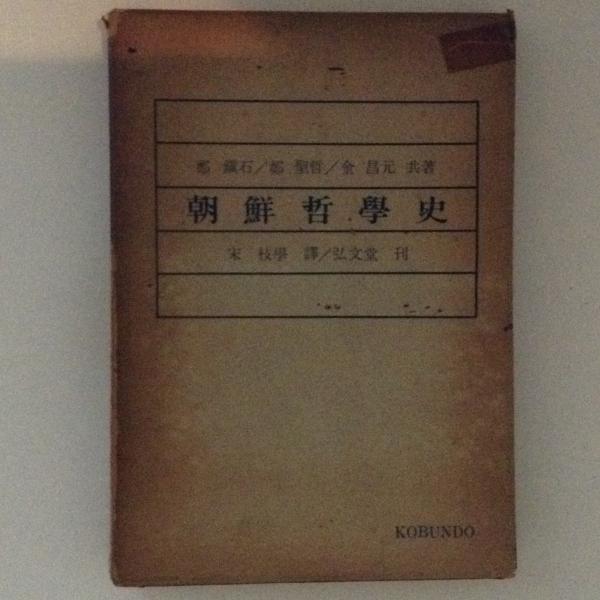 鄭 鎭石／鄭 聖哲／金 昌元 共著
朝鮮哲學史
宋 枝學 譯／弘文堂 刊
KOBUNDO